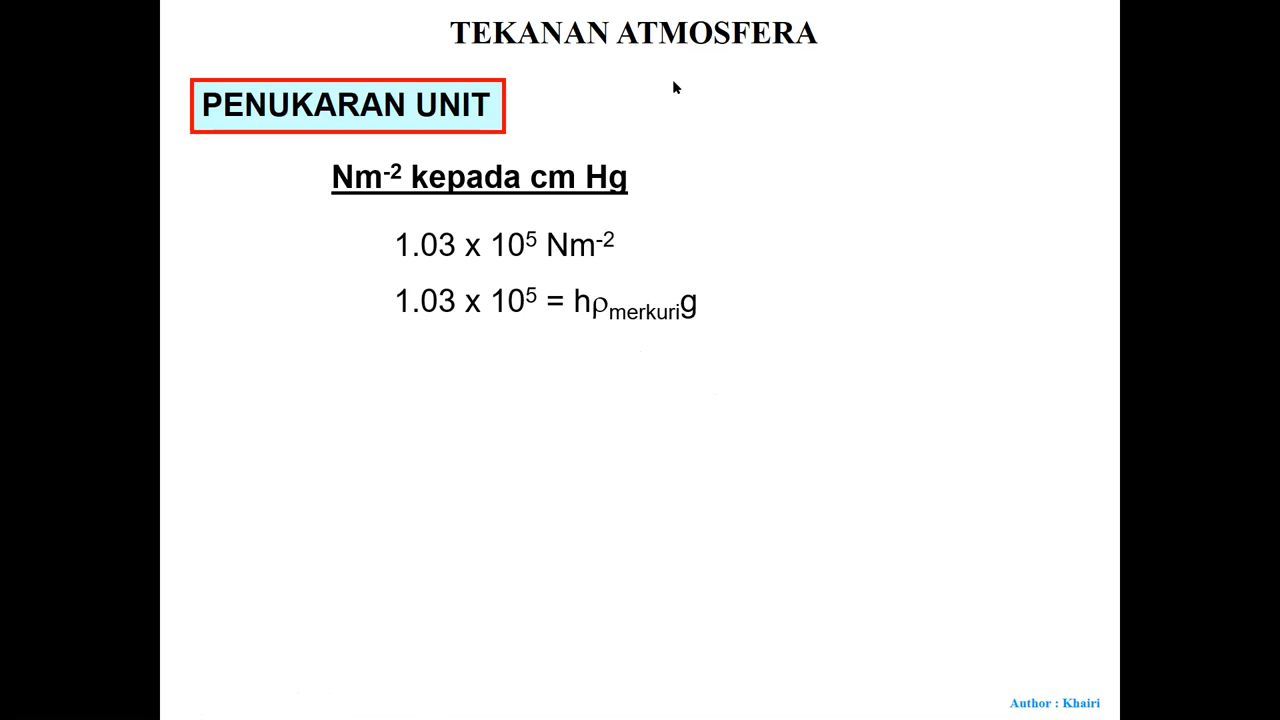 TEKANAN ATMOSFERA
PENUKARAN UNIT
Nm⁻² kepada cm Hg
1.03 x 10⁵ Nm⁻²
1.03 x 10⁵ = hρmerkurig
Author : Khairi